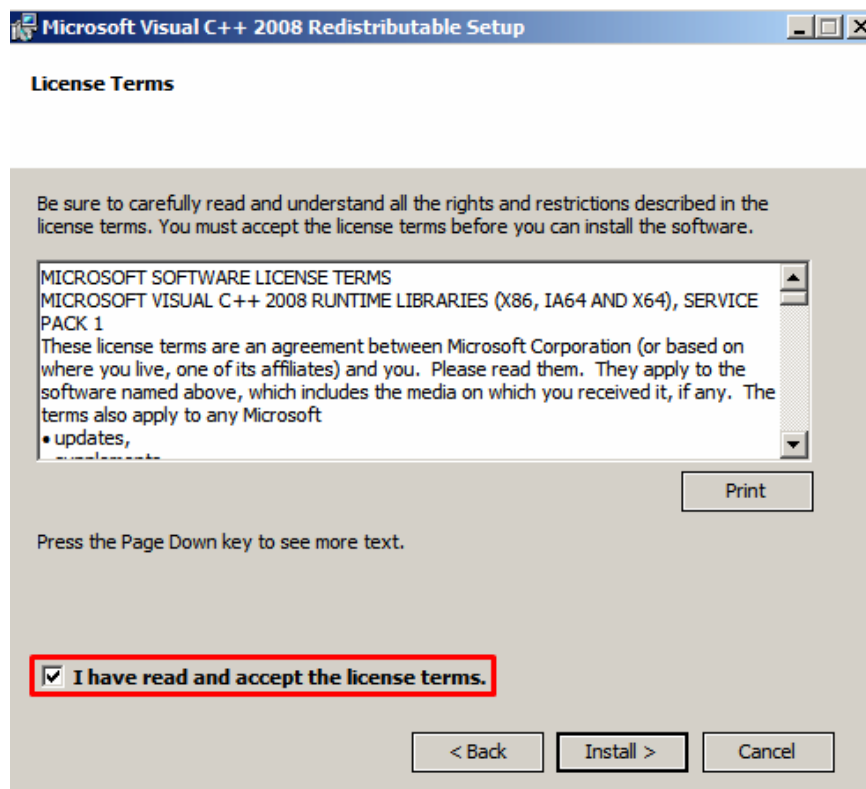 Microsoft Visual C++ 2008 Redistributable Setup
License Terms
Be sure to carefully read and understand all the rights and restrictions described in the
license terms. You must accept the license terms before you can install the software.
MICROSOFT SOFTWARE LICENSE TERMS
MICROSOFT VISUAL C++ 2008 RUNTIME LIBRARIES (X86, IA64 AND X64), SERVICE
PACK 1
These license terms are an agreement between Microsoft Corporation (or based on
where you live, one of its affiliates) and you.  Please read them.  They apply to the
software named above, which includes the media on which you received it, if any.  The
terms also apply to any Microsoft
• updates,
Print
Press the Page Down key to see more text.
I have read and accept the license terms.
< Back
Install >
Cancel